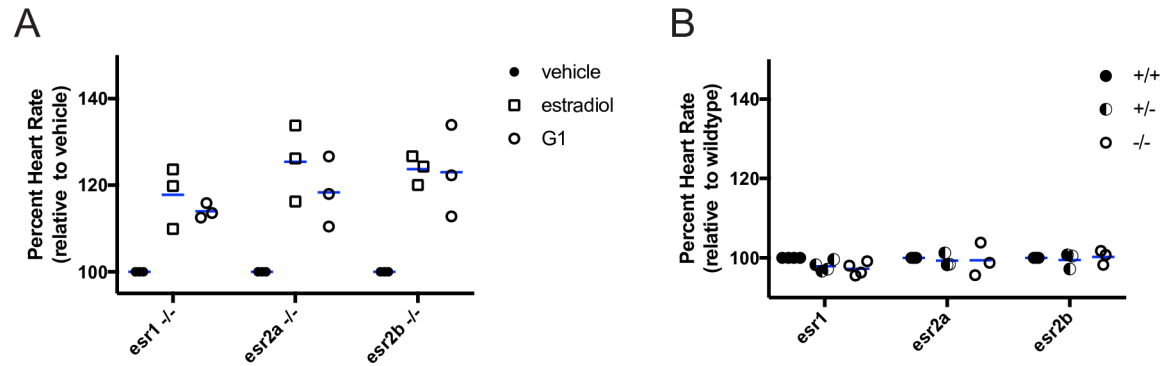 A
Percent Heart Rate
(relative to vehicle)
140
120
100
esr1 -/-
esr2a -/-
esr2b -/-
vehicle
estradiol
G1
B
Percent Heart Rate
(relative to wildtype)
140
120
100
esr1
esr2a
esr2b
+/+
+/-
-/-